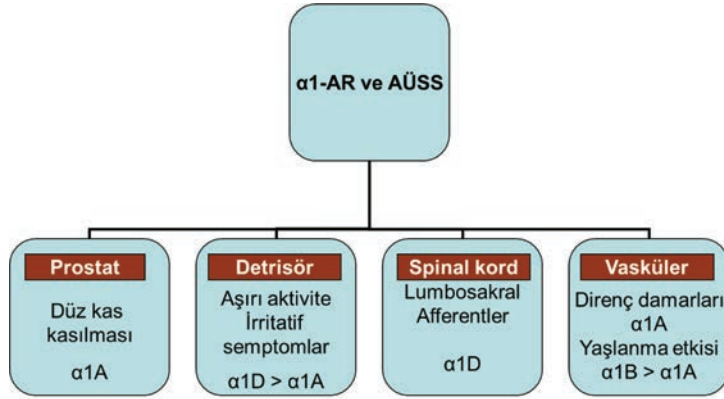 α1-AR ve AÜSS
Prostat
Düz kas
kasılması
α1A
Detrisör
Aşırı aktivite
İrritatif
semptomlar
α1D > α1A
Spinal kord
Lumbosakral
Afferentler
α1D
Vasküler
Direnç damarları
α1A
Yaşlanma etkisi
α1B > α1A